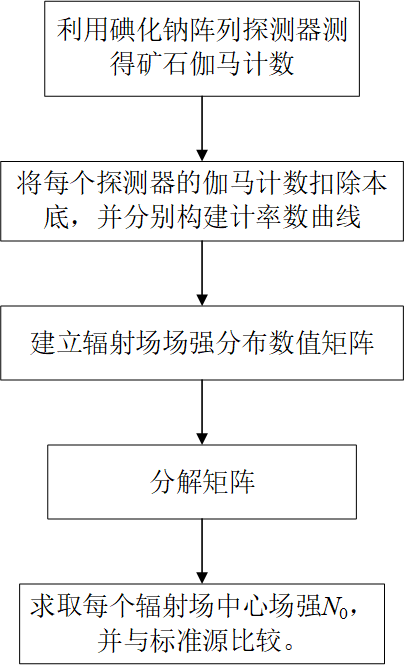 利用碘化钠阵列探测器测
得矿石伽马计数
将每个探测器的伽马计数扣除本
底，并分别构建计率数曲线
建立辐射场场强分布数值矩阵
分解矩阵
求取每个辐射场中心场强N₀，
并与标准源比较。